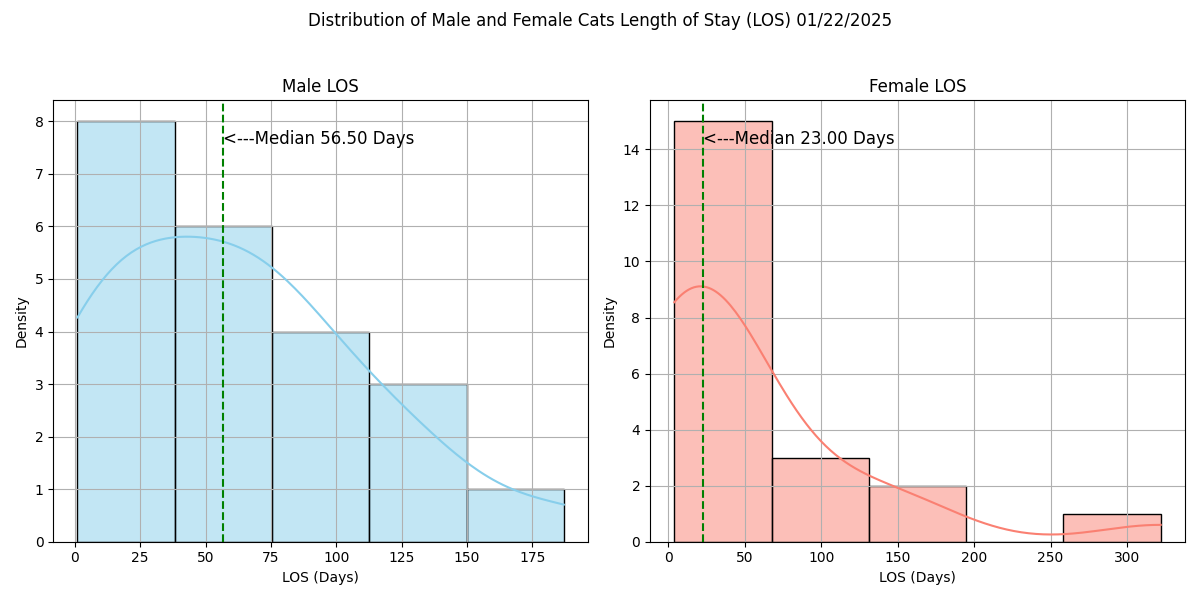 Distribution of Male and Female Cats Length of Stay (LOS) 01/22/2025
Male LOS
8
7
6
5
4
3
2
1
0
Density
<---Median 56.50 Days
0 25 50 75 100 125 150 175
LOS (Days)
Female LOS
14
12
10
8
6
4
2
0
Density
<---Median 23.00 Days
0 50 100 150 200 250 300
LOS (Days)